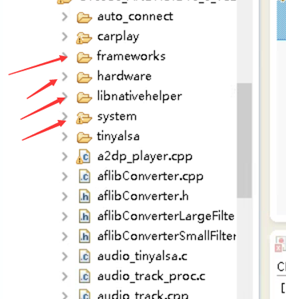 auto_connect
carplay
frameworks
hardware
libnativehelper
system
tinyalsa
a2dp_player.cpp
aflibConverter.cpp
aflibConverter.h
aflibConverterLargeFilte
aflibConverterSmallFilter
audio_tinyalsa.c
audio_track_proc.c
audio_track.cpp